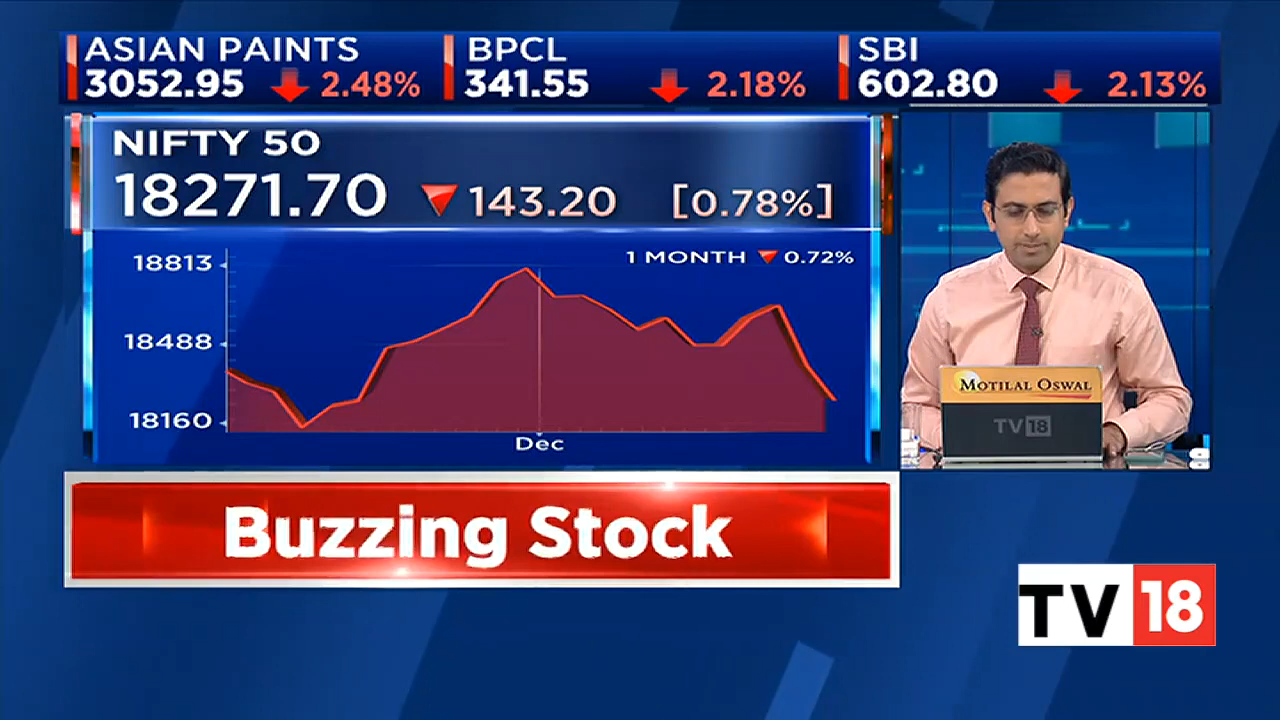 ASIAN PAINTS
3052.95 2.48%
BPCL
341.55 2.18%
SBI
602.80 2.13%
NIFTY 50
18271.70 143.20 [0.78%]
1 MONTH 0.72%
18813
18488
18160
Dec
MOTILAL OSWAL
TV18
Buzzing Stock
TV18